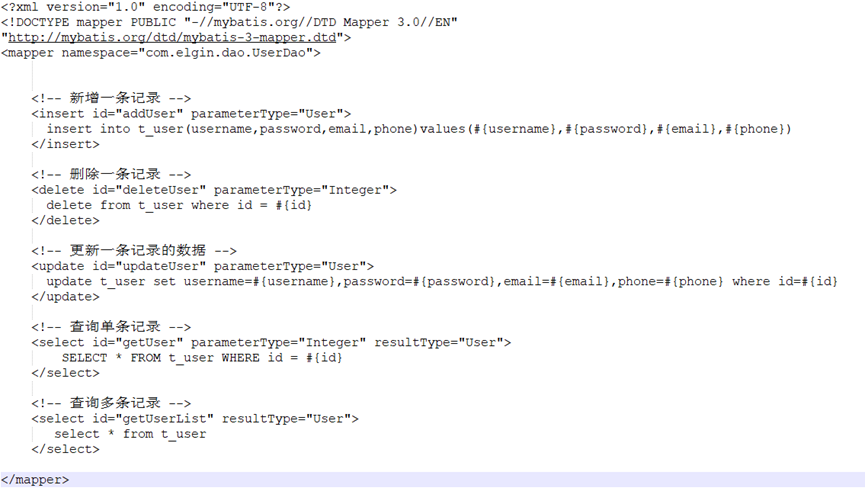 <?xml version="1.0" encoding="UTF-8"?>
<!DOCTYPE mapper PUBLIC "-//mybatis.org//DTD Mapper 3.0//EN"
"http://mybatis.org/dtd/mybatis-3-mapper.dtd">
<mapper namespace="com.elgin.dao.UserDao">
<!-- 新增一条记录 -->
<insert id="addUser" parameterType="User">
insert into t_user(username,password,email,phone)values(#{username},#{password},#{email},#{phone})
</insert>
<!-- 删除一条记录 -->
<delete id="deleteUser" parameterType="Integer">
delete from t_user where id = #{id}
</delete>
<!-- 更新一条记录的数据 -->
<update id="updateUser" parameterType="User">
update t_user set username=#{username},password=#{password},email=#{email},phone=#{phone} where id=#{id}
</update>
<!-- 查询单条记录 -->
<select id="getUser" parameterType="Integer" resultType="User">
SELECT * FROM t_user WHERE id = #{id}
</select>
<!-- 查询多条记录 -->
<select id="getUserList" resultType="User">
select * from t_user
</select>
</mapper>